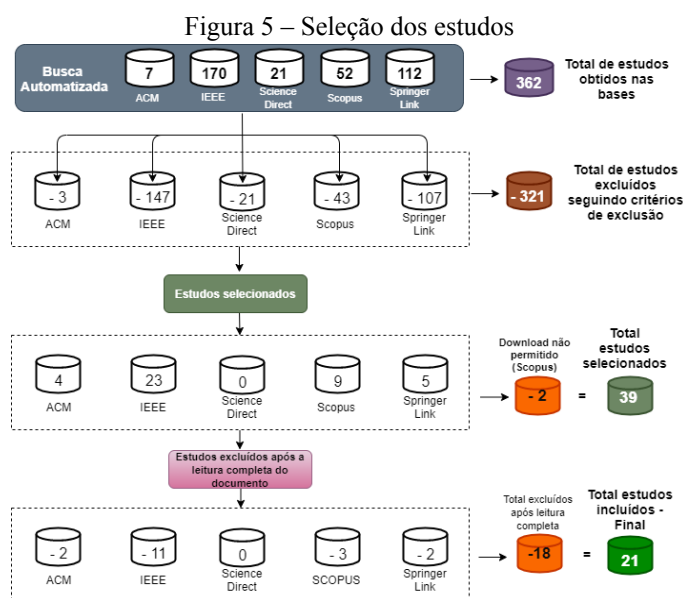 Figura 5 – Seleção dos estudos
Busca
Automatizada
7
170
21
52
112
ACM
IEEE
Science
Direct
Scopus
Springer
Link
362
Total de estudos
obtidos nas
bases
- 3
- 147
- 21
- 43
- 107
ACM
IEEE
Science
Direct
Scopus
Springer
Link
- 321
Total de estudos
excluídos
seguindo critérios
de exclusão
Estudos selecionados
4
23
0
9
5
ACM
IEEE
Science
Direct
Scopus
Springer
Link
Download não
permitido
(Scopus)
- 2
=
Total
estudos
selecionados
39
Estudos excluídos após a
leitura completa do
documento
- 2
- 11
0
- 3
- 2
ACM
IEEE
Science
Direct
SCOPUS
Springer
Link
Total excluídos
após leitura
completa
-18
=
Total estudos
incluídos -
Final
21